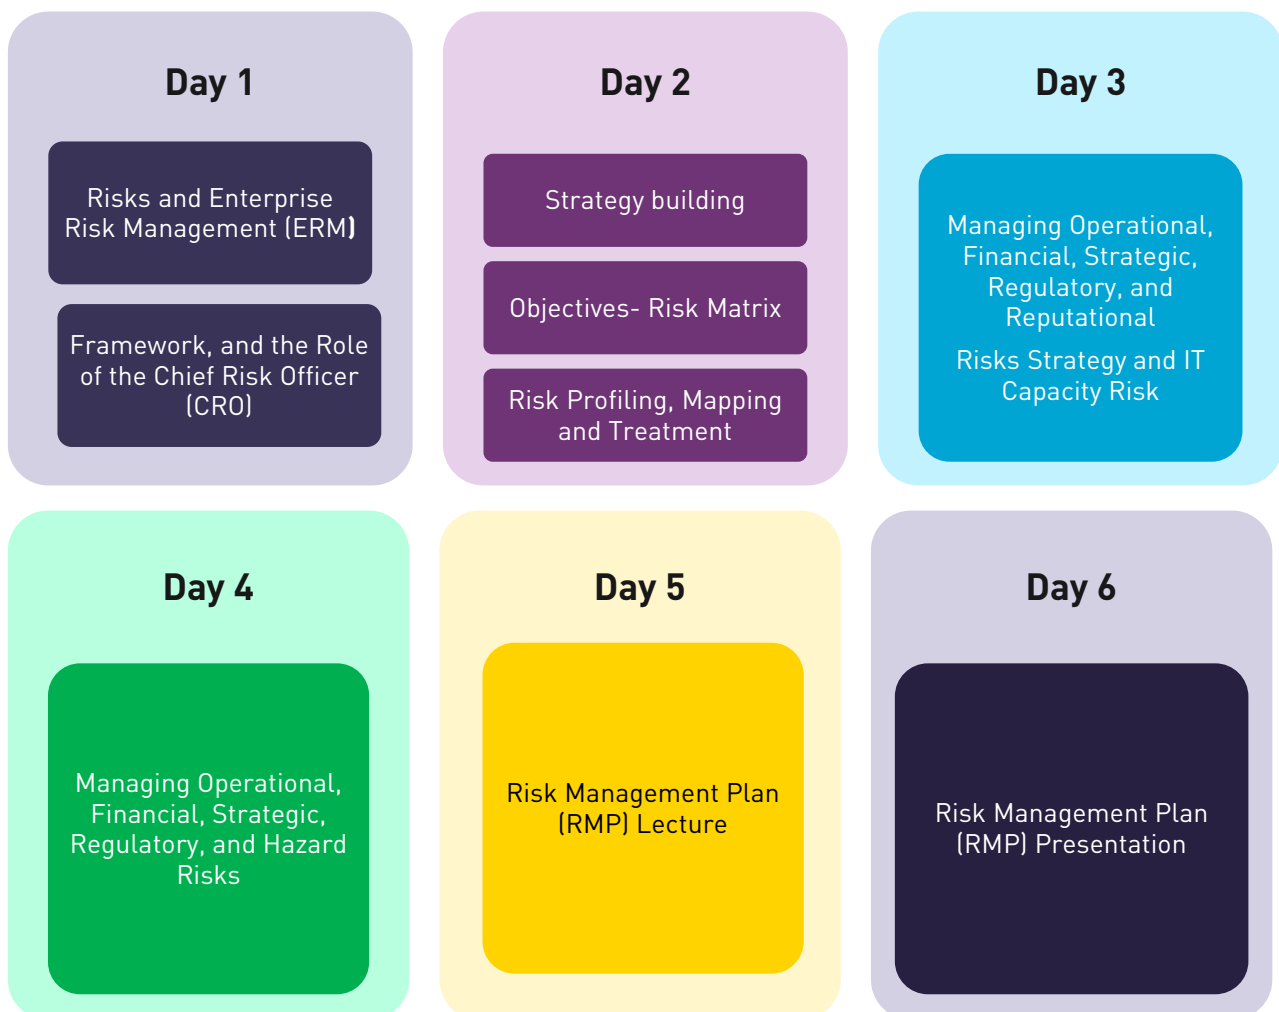 Day 1
Risks and Enterprise
Risk Management (ERM)
Framework, and the Role
of the Chief Risk Officer
(CRO)
Day 2
Strategy building
Objectives- Risk Matrix
Risk Profiling, Mapping
and Treatment
Day 3
Managing Operational,
Financial, Strategic,
Regulatory, and
Reputational
Risks Strategy and IT
Capacity Risk
Day 4
Managing Operational,
Financial, Strategic,
Regulatory, and Hazard
Risks
Day 5
Risk Management Plan
(RMP) Lecture
Day 6
Risk Management Plan
(RMP) Presentation